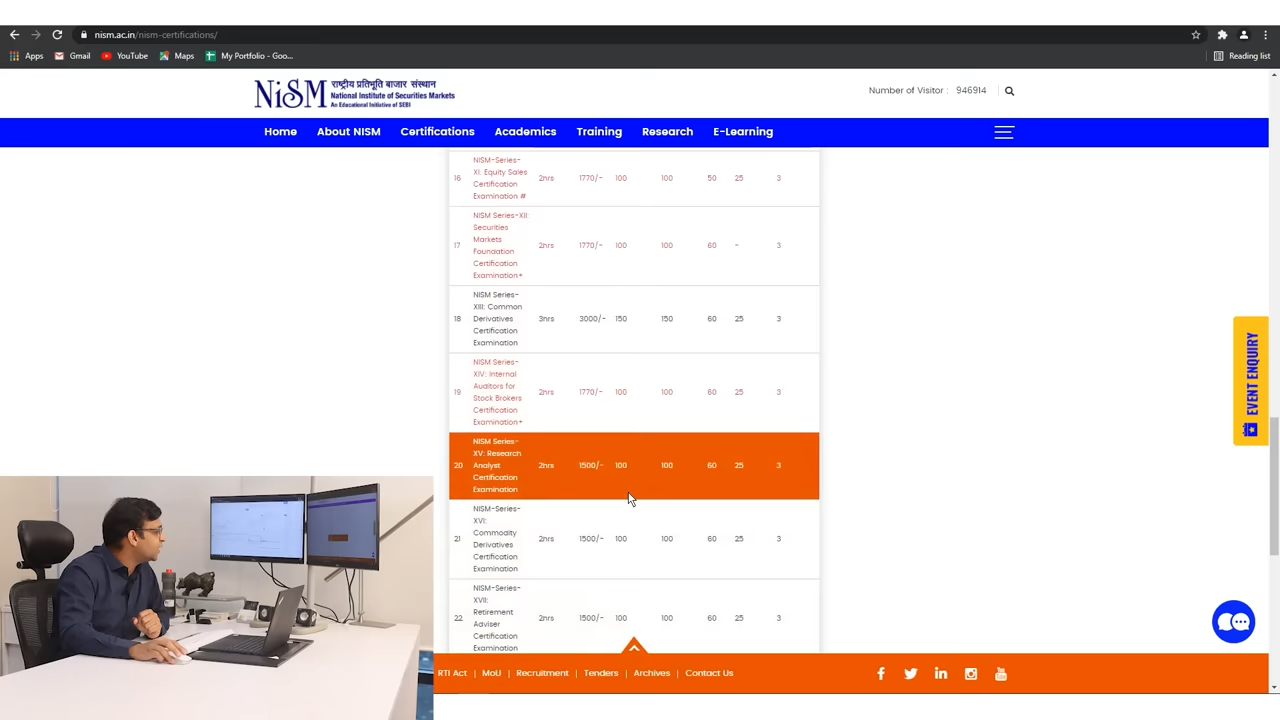 nism.ac.in/nism-certifications/
Apps Gmail YouTube Maps My Portfolio - Goo... Reading list
NiSM
राष्ट्रीय प्रतिभूति बाजार संस्थान
National Institute of Securities Markets
An Educational Initiative of SEBI
Number of Visitor : 946914
Home About NISM Certifications Academics Training Research E-Learning
NISM-Series-
XI: Equity Sales
16 Certification 2hrs 1770/- 100 100 50 25 3
Examination #
NISM Series-XII:
Securities
Markets
17 Foundation 2hrs 1770/- 100 100 60 - 3
Certification
Examination+
NISM Series-
XIII: Common
18 Derivatives 3hrs 3000/- 150 150 60 25 3
Certification
Examination
NISM Series-
XIV: Internal
Auditors for
19 Stock Brokers 2hrs 1770/- 100 100 60 25 3
Certification
Examination+
NISM Series-
XV: Research
20 Analyst 2hrs 1500/- 100 100 60 25 3
Certification
Examination
NISM-Series-
XVI:
Commodity
21 Derivatives 2hrs 1500/- 100 100 60 25 3
Certification
Examination
NISM-Series-
XVII:
Retirement
22 Adviser 2hrs 1500/- 100 100 60 25 3
Certification
Examination
EVENT ENQUIRY
RTI Act | MoU | Recruitment | Tenders | Archives | Contact Us
You